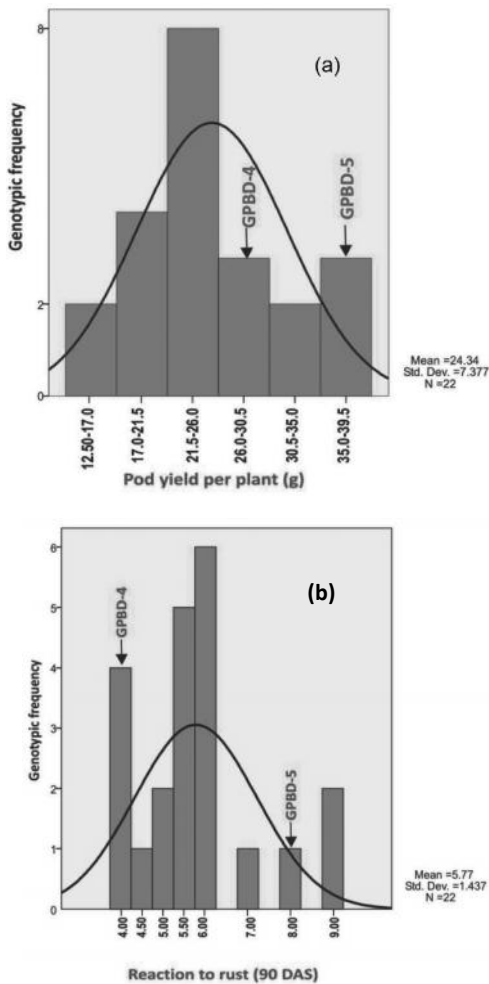 (a)
Genotypic frequency
8
2
0
GPBD-4
GPBD-5
12.50-17.0
17.0-21.5
21.5-26.0
26.0-30.5
30.5-35.0
35.0-39.5
Pod yield per plant (g)
Mean =24.34
Std. Dev. =7.377
N =22
(b)
Genotypic frequency
6
5
4
3
2
1
0
GPBD-4
GPBD-5
4.00
4.50
5.00
5.50
6.00
7.00
8.00
9.00
Reaction to rust (90 DAS)
Mean =5.77
Std. Dev. =1.437
N =22